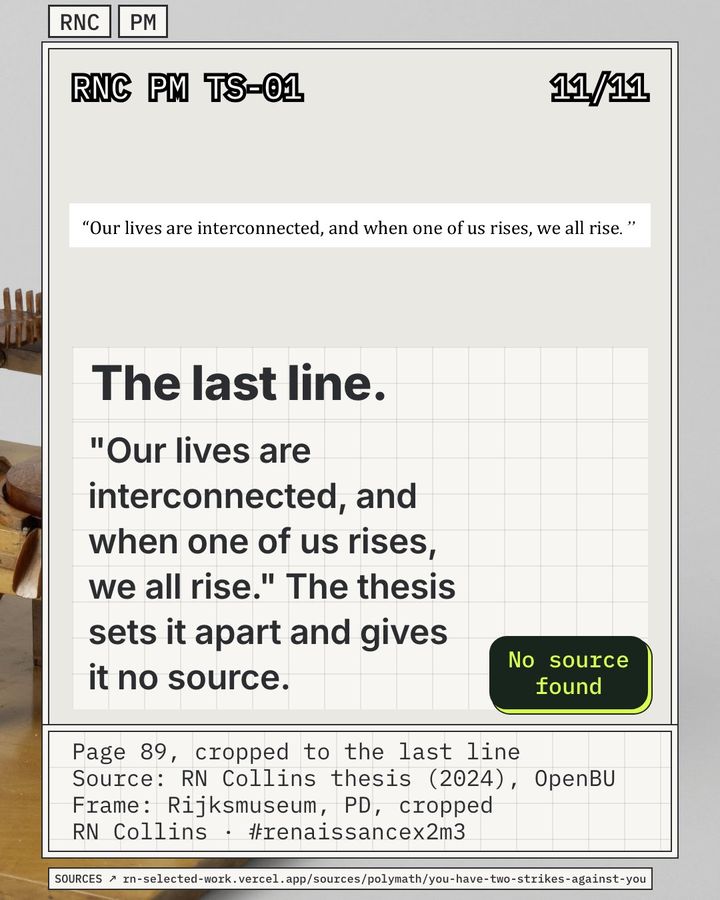 RNC PM
RNC PM TS-01 11/11
“Our lives are interconnected, and when one of us rises, we all rise. ’’
The last line.
"Our lives are
interconnected, and
when one of us rises,
we all rise." The thesis
sets it apart and gives
it no source.
No source
found
Page 89, cropped to the last line
Source: RN Collins thesis (2024), OpenBU
Frame: Rijksmuseum, PD, cropped
RN Collins · #renaissancex2m3
SOURCES ↗ rn-selected-work.vercel.app/sources/polymath/you-have-two-strikes-against-you